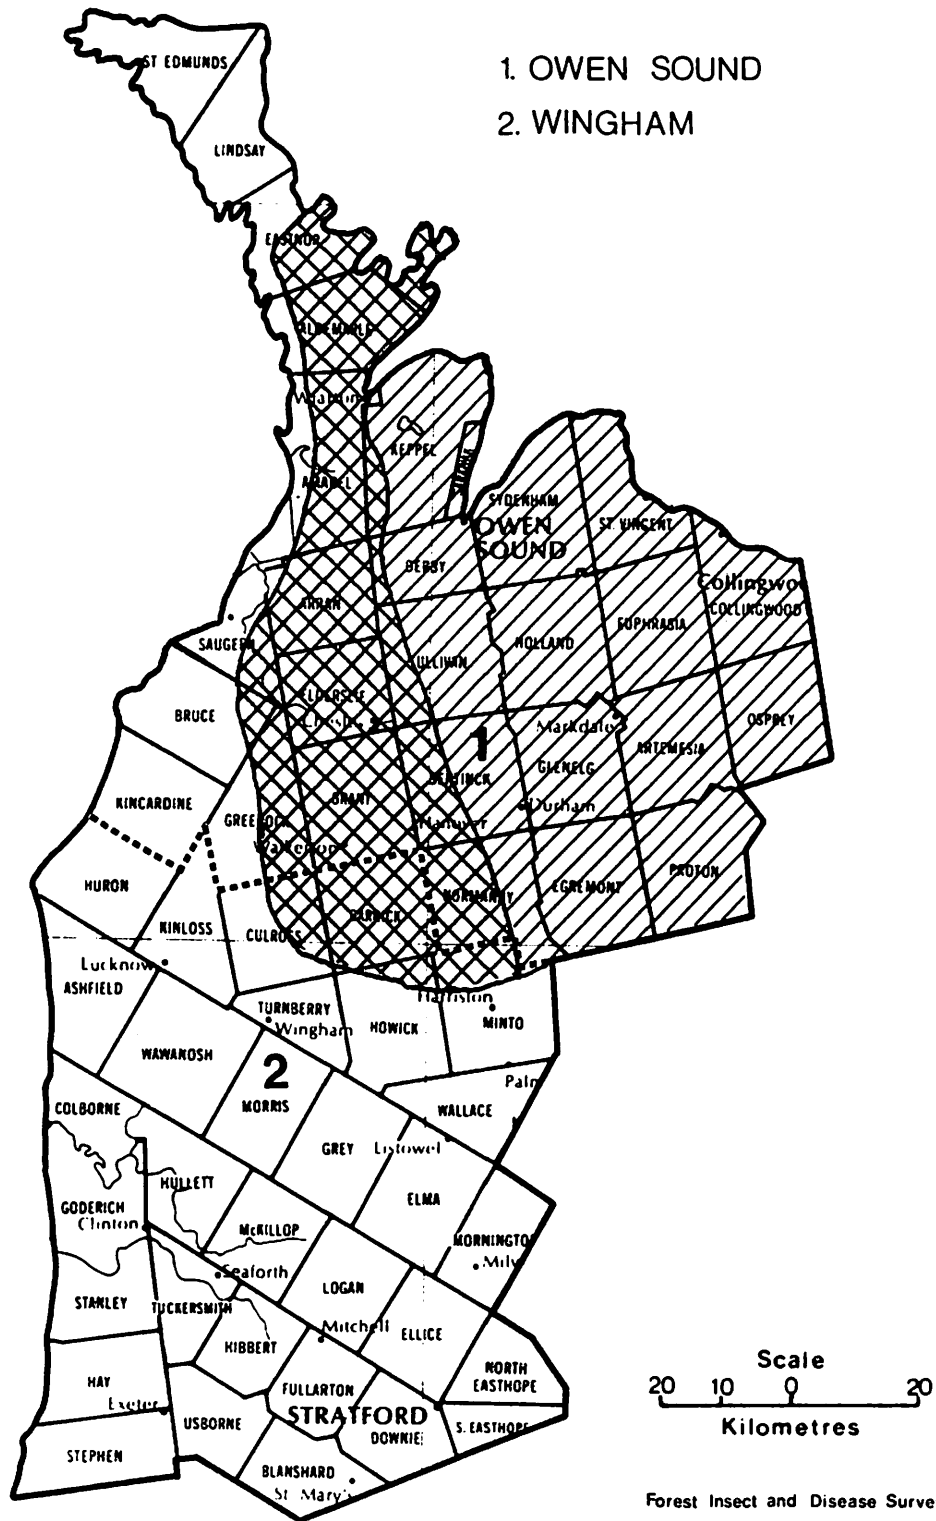 1. OWEN SOUND
2. WINGHAM
ST EDMUNDS
LINDSAY
EASTNOR
ALBEMARLE
Wiarton
KEPPEL
SARAWAK
AMABEL
SYDENHAM
OWEN
SOUND
ST. VINCENT
DERBY
Collingwo
COLLINGWOOD
ARRAN
EUPHRASIA
SAUGEEN
HOLLAND
SULLIVAN
ELDERSLIE
BRUCE
Chesley
1
Markdale
ARTEMESIA
OSPREY
GLENELG
BENTINCK
BRANT
KINCARDINE
Durham
GREENOCK
Hanover
Walkerton
HURON
NORMANBY
EGREMONT
PROTON
CARRICK
KINLOSS
CULROSS
Lucknow
ASHFIELD
Harriston
TURNBERRY
Wingham
HOWICK
MINTO
WAWANOSH
2
MORRIS
Palm
COLBORNE
WALLACE
GREY
Listowel
HULLETT
ELMA
GODERICH
Clinton
McKILLOP
MORNINGTO
Milv
Seaforth
LOGAN
STANLEY
TUCKERSMITH
Mitchell
ELLICE
HIBBERT
NORTH
EASTHOPE
HAY
Exeter
FULLARTON
USBORNE
STRATFORD
DOWNIE
S. EASTHOPE
STEPHEN
BLANSHARD
St. Mary's
Scale
20 10 0 20
Kilometres
Forest Insect and Disease Surve